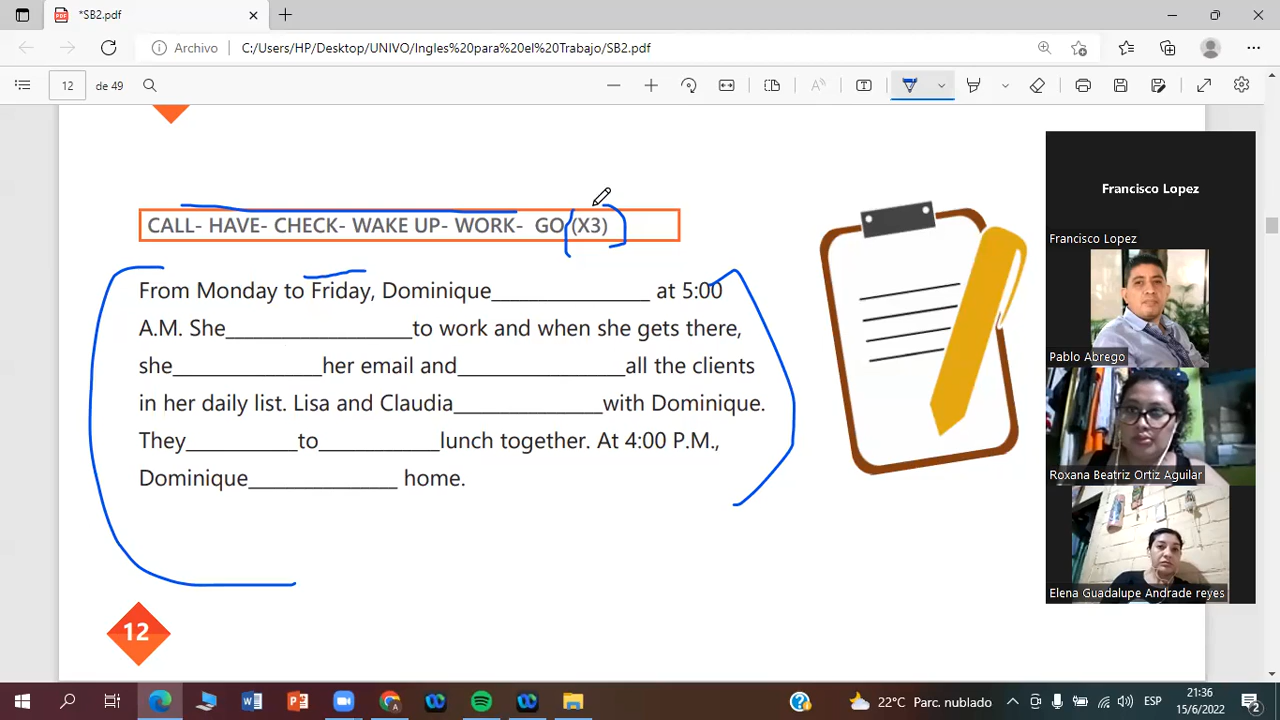 *SB2.pdf
Archivo C:/Users/HP/Desktop/UNIVO/Ingles%20para%20el%20Trabajo/SB2.pdf
12 de 49
CALL- HAVE- CHECK- WAKE UP- WORK- GO (X3)
From Monday to Friday, Dominique______________ at 5:00
A.M. She_________________to work and when she gets there,
she______________her email and________________all the clients
in her daily list. Lisa and Claudia______________with Dominique.
They__________to___________lunch together. At 4:00 P.M.,
Dominique______________ home.
12
Francisco Lopez
Francisco Lopez
Pablo Abrego
Roxana Beatriz Ortiz Aguilar
Elena Guadalupe Andrade reyes
22°C Parc. nublado ESP 21:36
15/6/2022 2